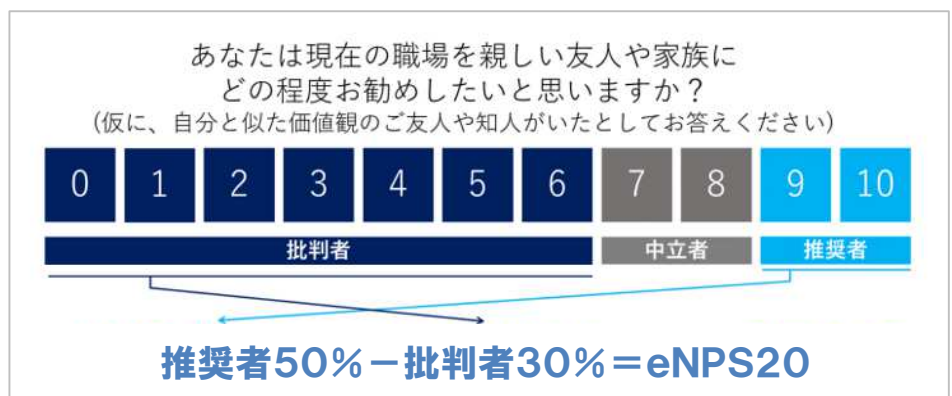 あなたは現在の職場を親しい友人や家族に
どの程度お勧めしたいと思いますか？
（仮に、自分と似た価値観のご友人や知人がいたとしてお答えください）
0 1 2 3 4 5 6 7 8 9 10
批判者 中立者 推奨者
推奨者50%－批判者30%＝eNPS20